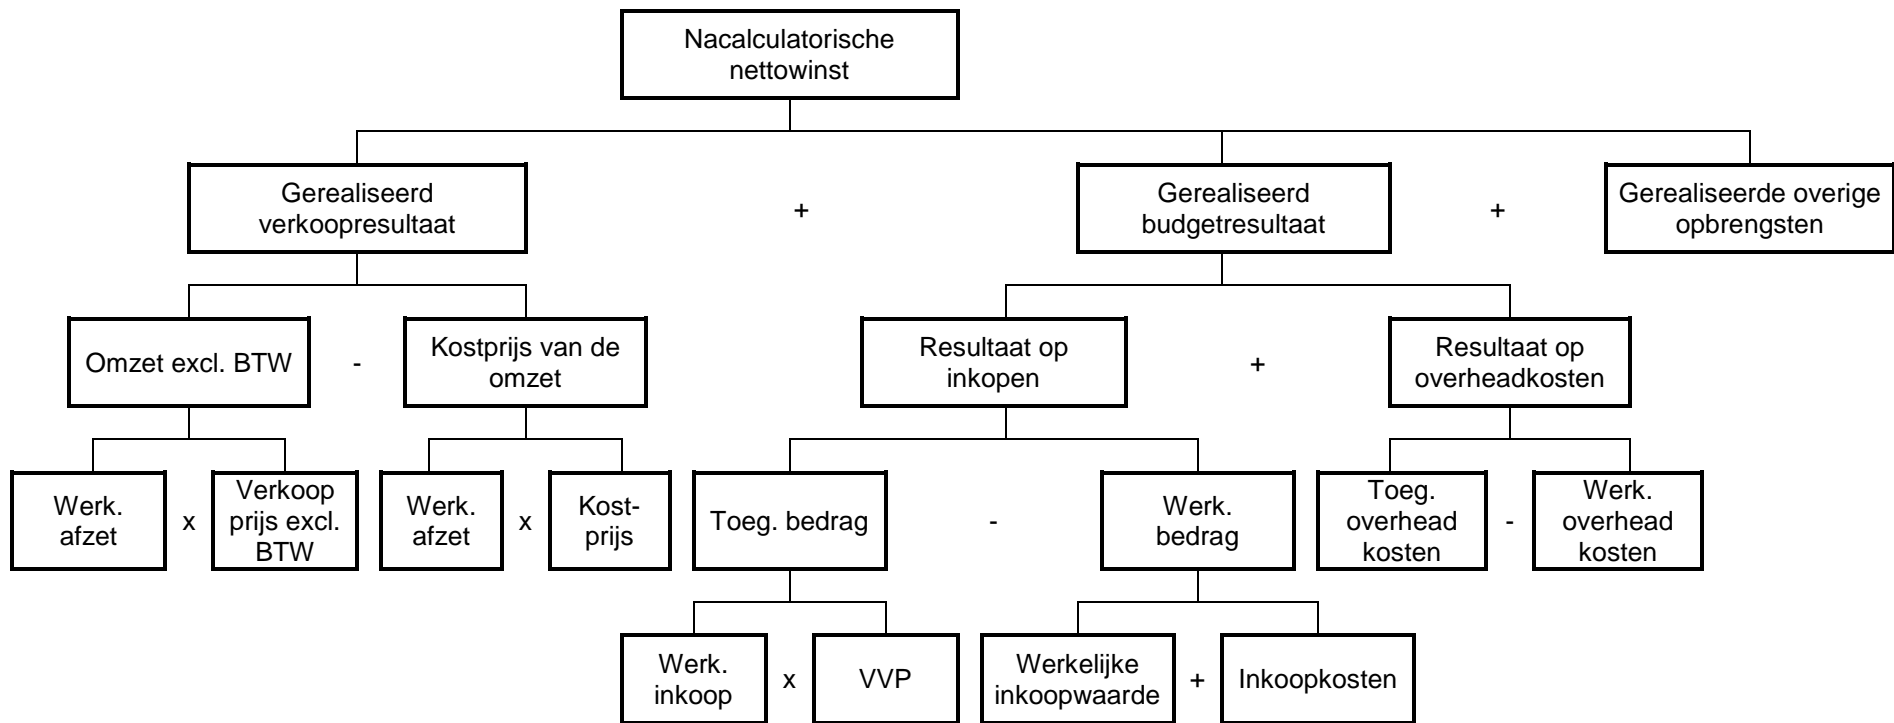 Nacalculatorische
nettowinst
Gerealiseerd
verkoopresultaat
+
Gerealiseerd
budgetresultaat
+
Gerealiseerde overige
opbrengsten
Omzet excl. BTW
-
Kostprijs van de
omzet
Resultaat op
inkopen
+
Resultaat op
overheadkosten
Werk.
afzet
x
Verkoop
prijs excl.
BTW
Werk.
afzet
x
Kost-
prijs
Toeg. bedrag
-
Werk.
bedrag
Toeg.
overhead
kosten
-
Werk.
overhead
kosten
Werk.
inkoop
x
VVP
Werkelijke
inkoopwaarde
+
Inkoopkosten